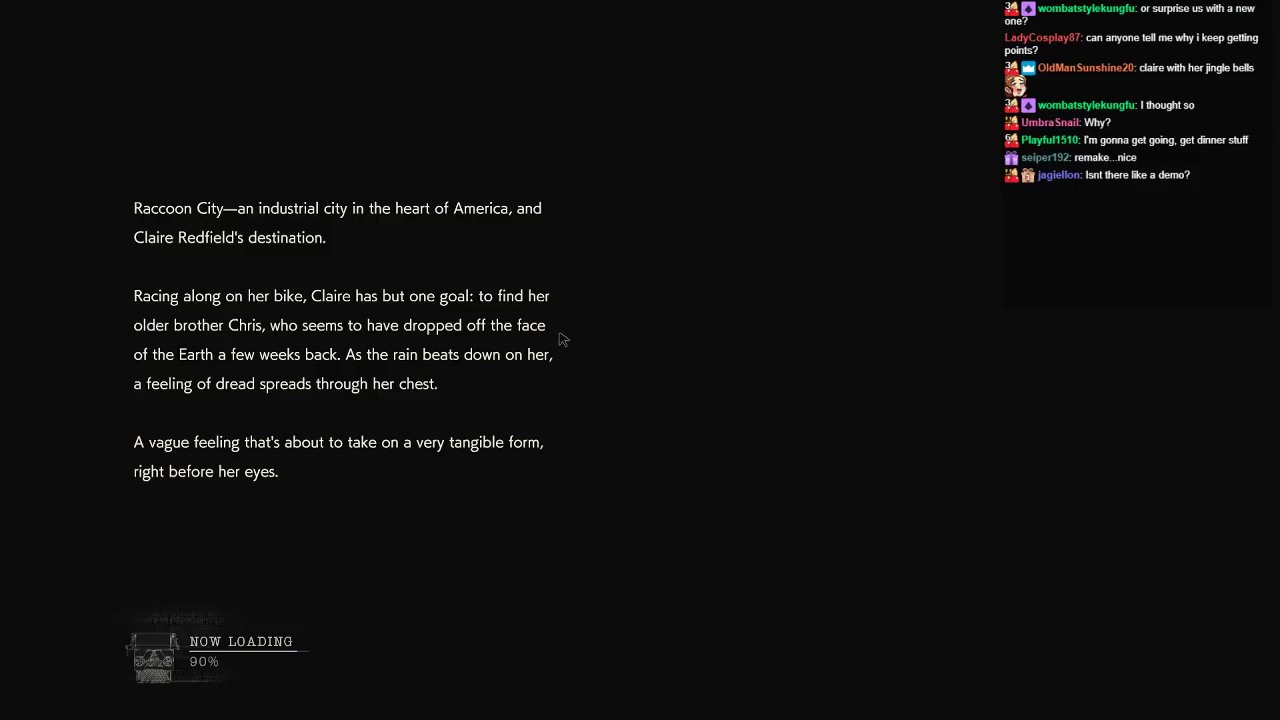 Raccoon City—an industrial city in the heart of America, and
Claire Redfield's destination.
Racing along on her bike, Claire has but one goal: to find her
older brother Chris, who seems to have dropped off the face
of the Earth a few weeks back. As the rain beats down on her,
a feeling of dread spreads through her chest.
A vague feeling that's about to take on a very tangible form,
right before her eyes.
NOW LOADING
90%
wombatstylekungfu: or surprise us with a new
one?
LadyCosplay87: can anyone tell me why i keep getting
points?
OldManSunshine20: claire with her jingle bells
wombatstylekungfu: I thought so
UmbraSnail: Why?
Playful1510: I'm gonna get going, get dinner stuff
seiper192: remake...nice
jagiellon: Isnt there like a demo?